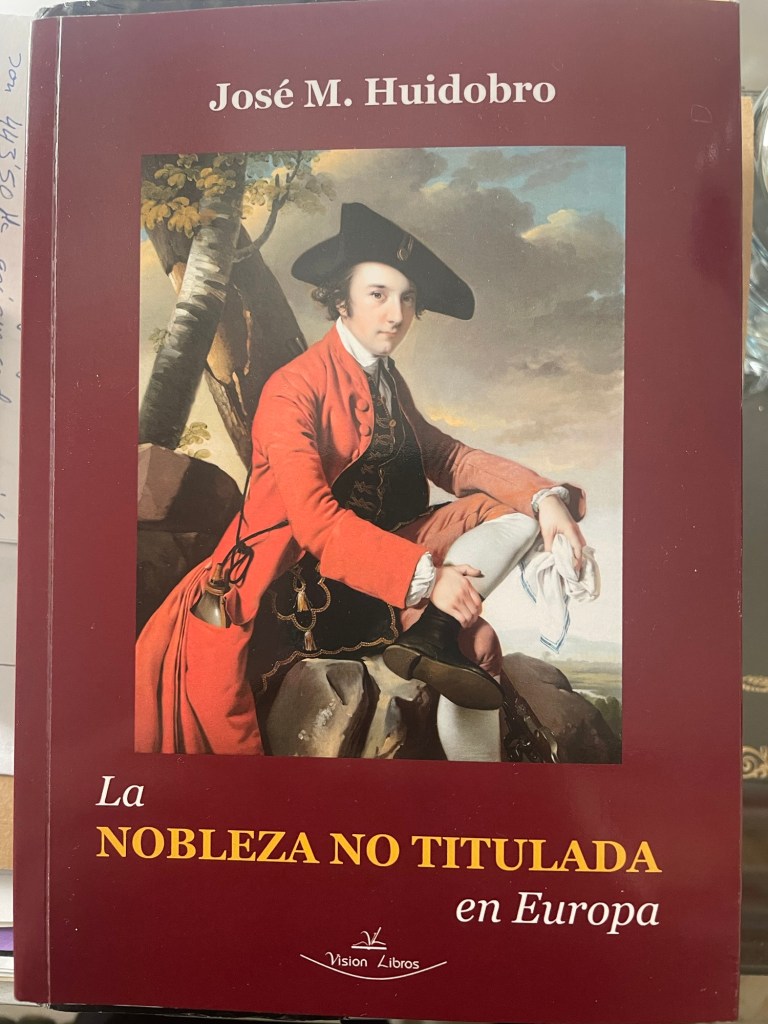 José M. Huidobro
La
NOBLEZA NO TITULADA
en Europa
Vision Libros